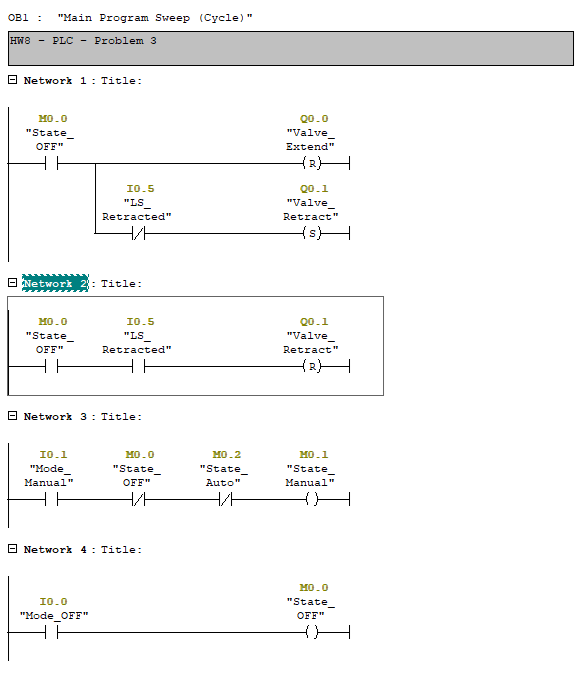 OB1 :  "Main Program Sweep (Cycle)"
HW8 - PLC - Problem 3
Network 1: Title:
M0.0 Q0.0
"State_ "Valve_
OFF" Extend"
R
I0.5 Q0.1
"LS_ "Valve_
Retracted" Retract"
S
Network 2: Title:
M0.0 I0.5 Q0.1
"State_ "LS_ "Valve_
OFF" Retracted" Retract"
R
Network 3: Title:
I0.1 M0.0 M0.2 M0.1
"Mode_ "State_ "State_ "State_
Manual" OFF" Auto" Manual"
Network 4: Title:
M0.0
I0.0 "State_
"Mode_OFF" OFF"